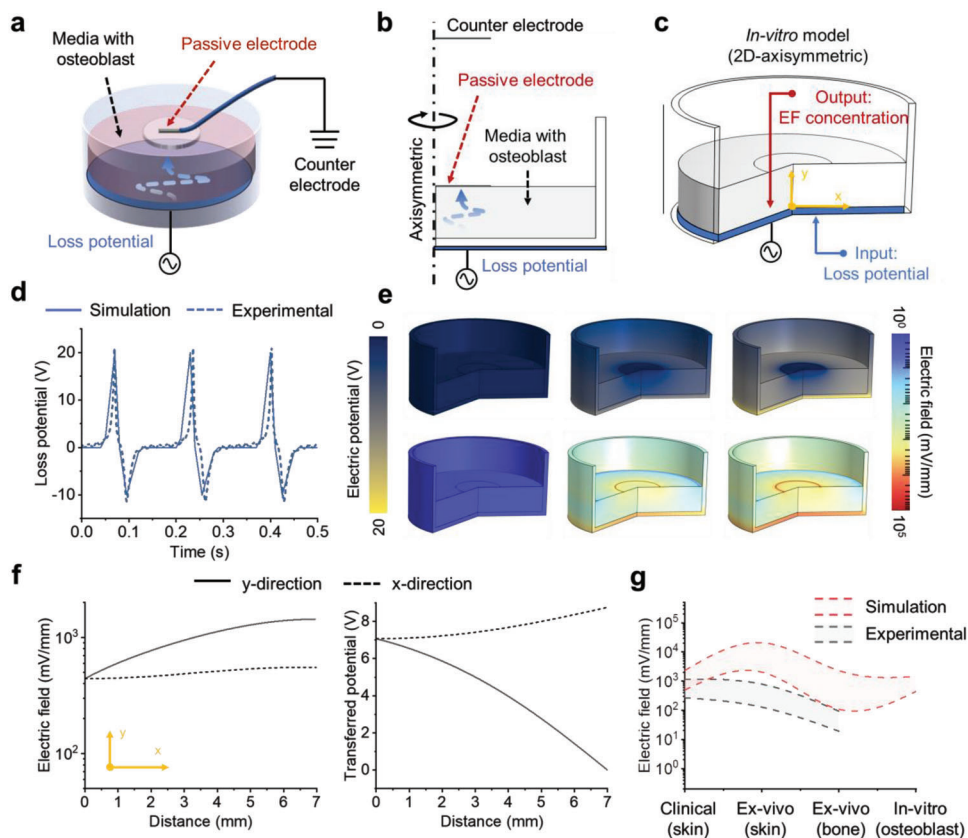 a
Media with
osteoblast
Passive electrode
Counter
electrode
Loss potential
b
Counter electrode
Passive electrode
Axisymmetric
Media with
osteoblast
Loss potential
c
In-vitro model
(2D-axisymmetric)
Output:
EF concentration
y
x
Input:
Loss potential
d
Simulation
Experimental
Loss potential (V)
20
10
0
-10
0.0 0.1 0.2 0.3 0.4 0.5
Time (s)
e
0
Electric potential (V)
20
10⁰
Electric field (mV/mm)
10⁵
f
y-direction
x-direction
Electric field (mV/mm)
10³
10²
y
x
0 1 2 3 4 5 6 7
Distance (mm)
Transferred potential (V)
8
6
4
2
0
0 1 2 3 4 5 6 7
Distance (mm)
g
Simulation
Experimental
Electric field (mV/mm)
10⁵
10⁴
10³
10²
10¹
10⁰
Clinical Ex-vivo Ex-vivo In-vitro
(skin) (skin) (bone) (osteoblast)